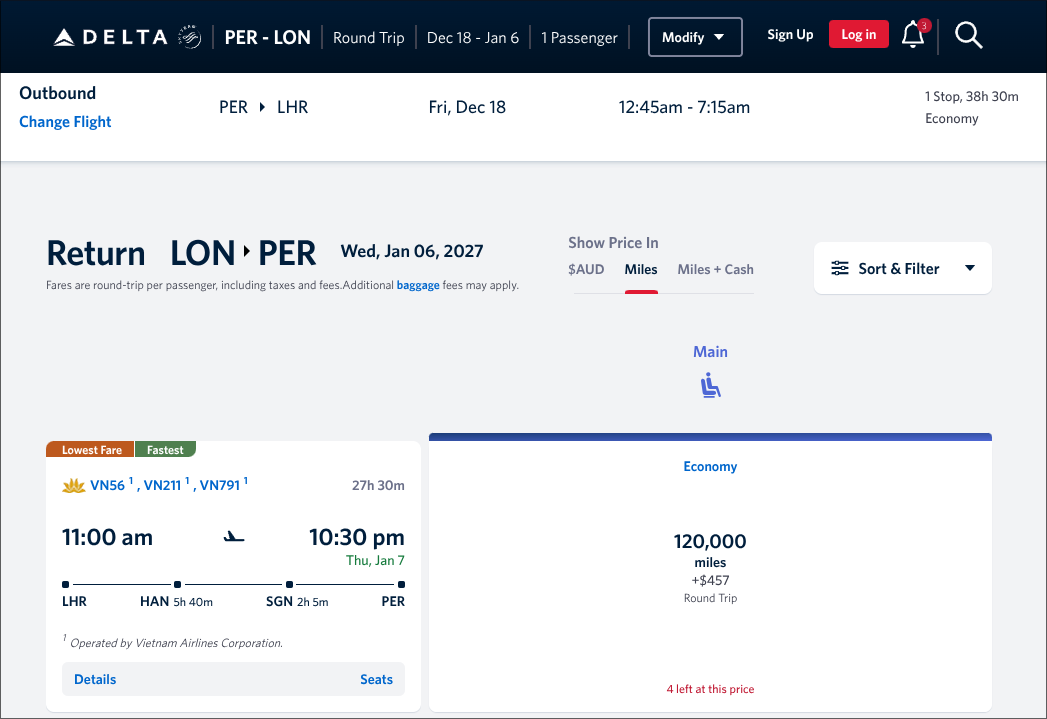 DELTA PER - LON Round Trip Dec 18 - Jan 6 1 Passenger Modify Sign Up Log in 3
Outbound
Change Flight
PER LHR
Fri, Dec 18
12:45am - 7:15am
1 Stop, 38h 30m
Economy
Return LON PER Wed, Jan 06, 2027
Fares are round-trip per passenger, including taxes and fees.Additional baggage fees may apply.
Show Price In
$AUD Miles Miles + Cash
Sort & Filter
Main
Lowest Fare Fastest
VN56 1 , VN211 1 , VN791 1 27h 30m
11:00 am 10:30 pm
Thu, Jan 7
LHR HAN 5h 40m SGN 2h 5m PER
1 Operated by Vietnam Airlines Corporation.
Details Seats
Economy
120,000
miles
+$457
Round Trip
4 left at this price